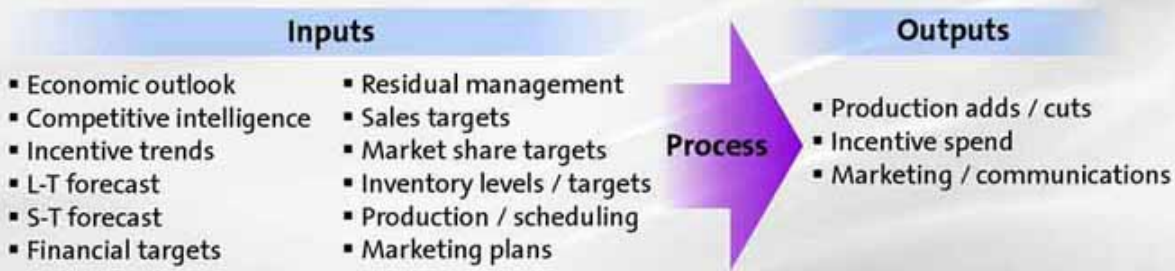 Inputs
▪ Economic outlook
▪ Competitive intelligence
▪ Incentive trends
▪ L-T forecast
▪ S-T forecast
▪ Financial targets
▪ Residual management
▪ Sales targets
▪ Market share targets
▪ Inventory levels / targets
▪ Production / scheduling
▪ Marketing plans
Process
Outputs
▪ Production adds / cuts
▪ Incentive spend
▪ Marketing / communications